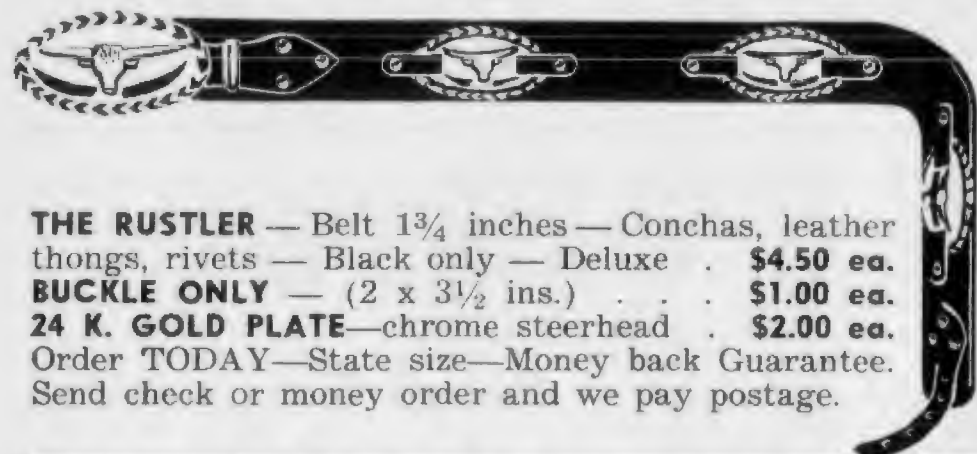 THE RUSTLER — Belt 1¾ inches — Conchas, leather
thongs, rivets — Black only — Deluxe . $4.50 ea.
BUCKLE ONLY — (2 x 3½ ins.) . . . $1.00 ea.
24 K. GOLD PLATE—chrome steerhead . $2.00 ea.
Order TODAY—State size—Money back Guarantee.
Send check or money order and we pay postage.